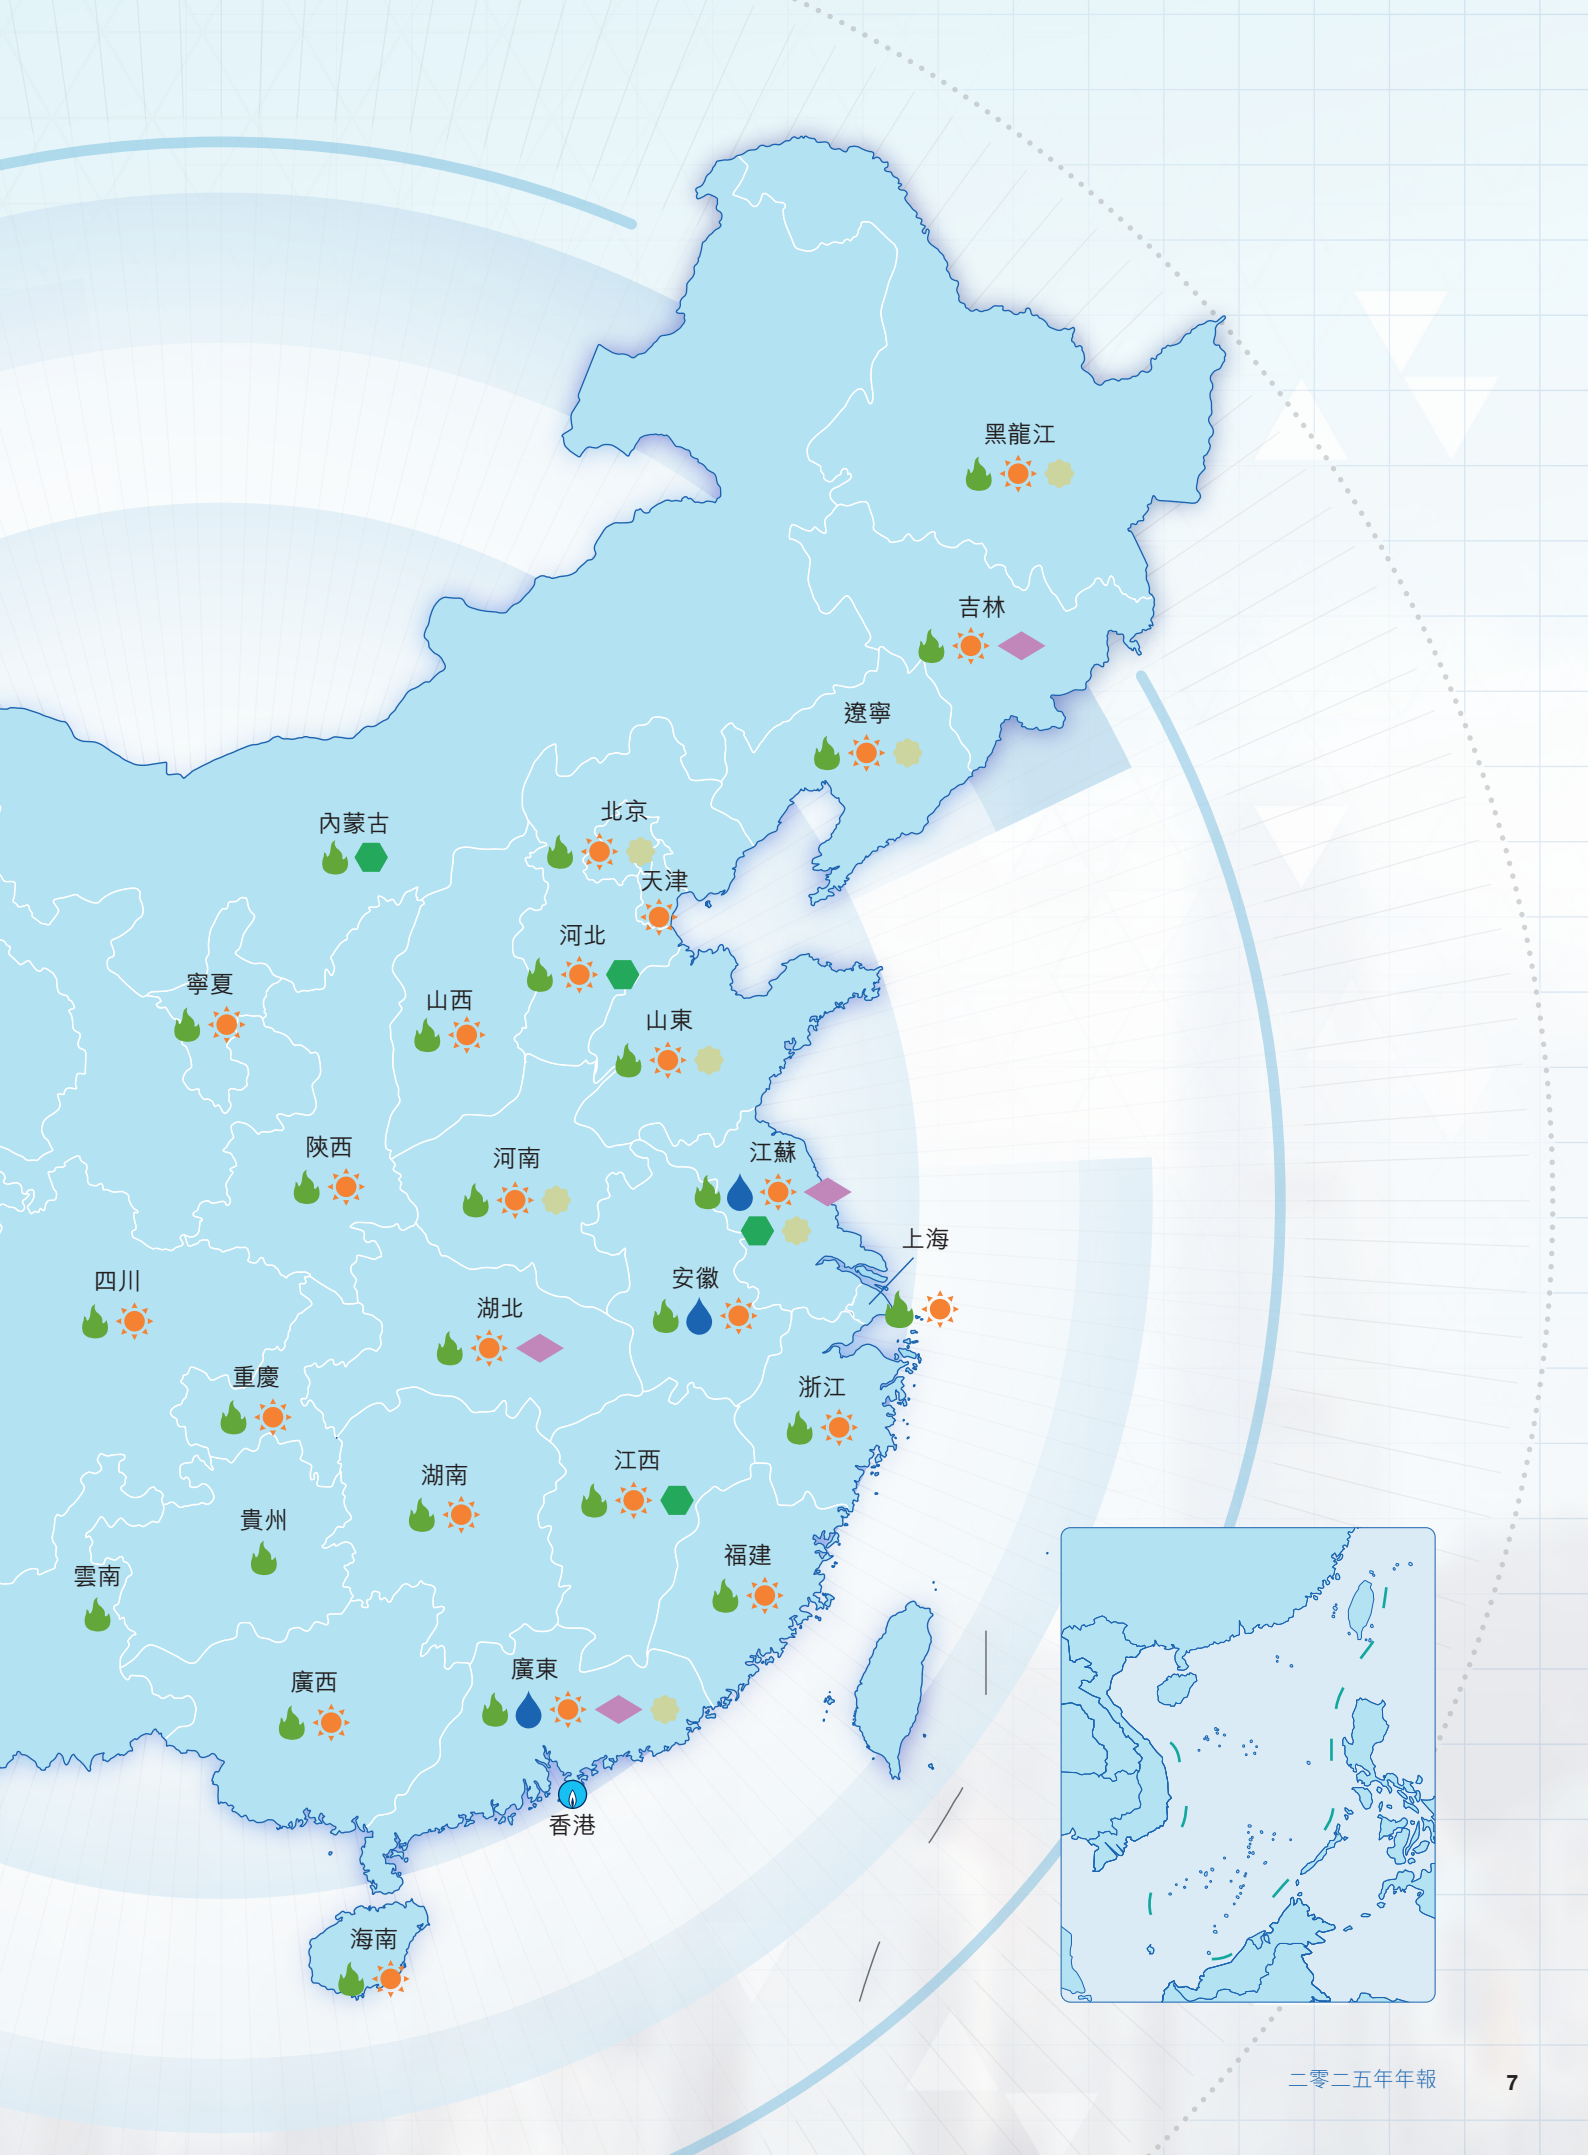 黑龍江
吉林
遼寧
內蒙古
北京
天津
河北
寧夏
山西
山東
陝西
河南
江蘇
上海
四川
湖北
安徽
重慶
浙江
湖南
江西
貴州
福建
雲南
廣西
廣東
香港
海南
二零二五年年報 7